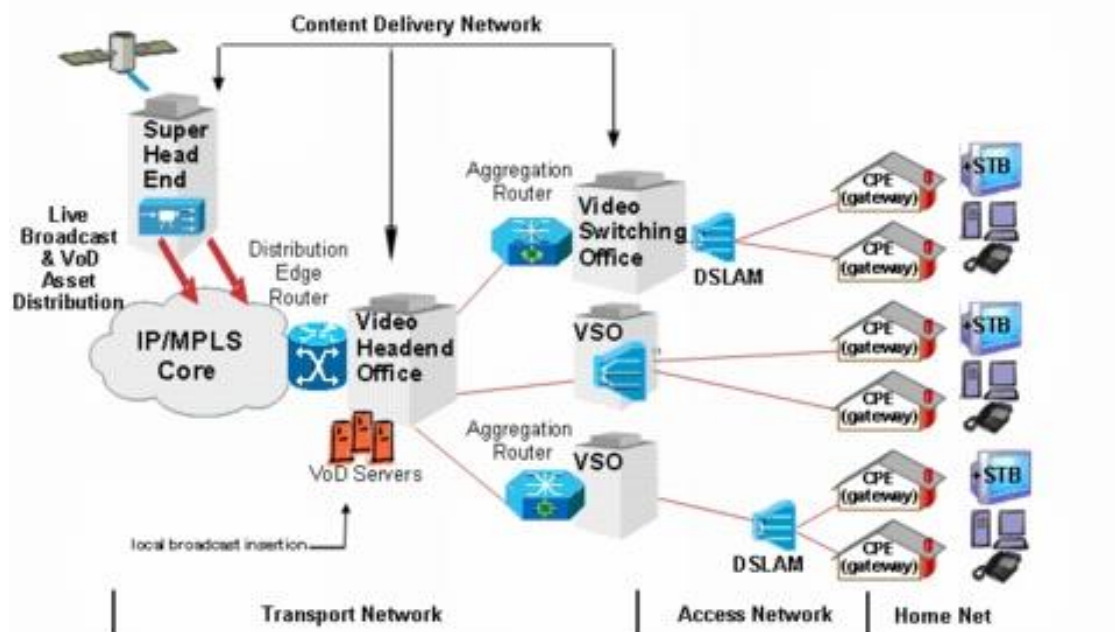 Content Delivery Network
Super
Head
End
Live
Broadcast
& VoD
Asset
Distribution
IP/MPLS
Core
Distribution
Edge
Router
Video
Headend
Office
VoD Servers
local broadcast insertion
Aggregation
Router
Video
Switching
Office
DSLAM
VSO
Aggregation
Router
VSO
DSLAM
CPE
(gateway)
CPE
(gateway)
STB
CPE
(gateway)
CPE
(gateway)
STB
CPE
(gateway)
CPE
(gateway)
STB
Transport Network
Access Network
Home Net